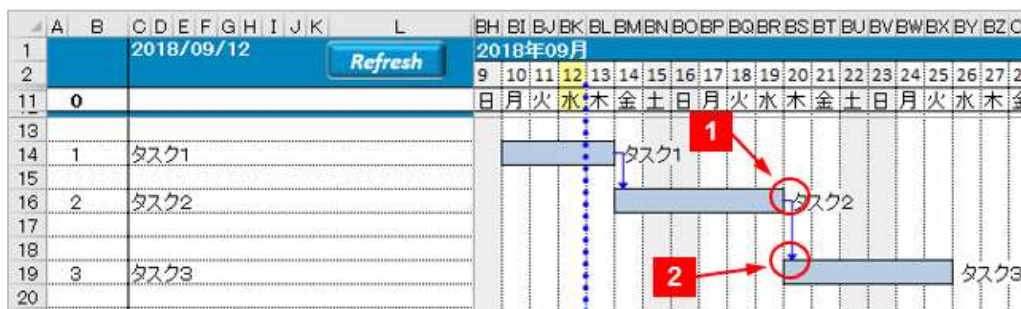 A B C D E F G H I J K L BH BI BJ BK BL BM BN BO BP BQ BR BS BT BU BV BW BX BY BZ
1 2018/09/12 Refresh 2018年09月
2 9 10 11 12 13 14 15 16 17 18 19 20 21 22 23 24 25 26 27
11 0 日 月 火 水 木 金 土 日 月 火 水 木 金 土 日 月 火 水 木
13
1
14 1 タスク1 タスク1
15
16 2 タスク2 タスク2
17
18
19 3 タスク3 2 タスク3
20